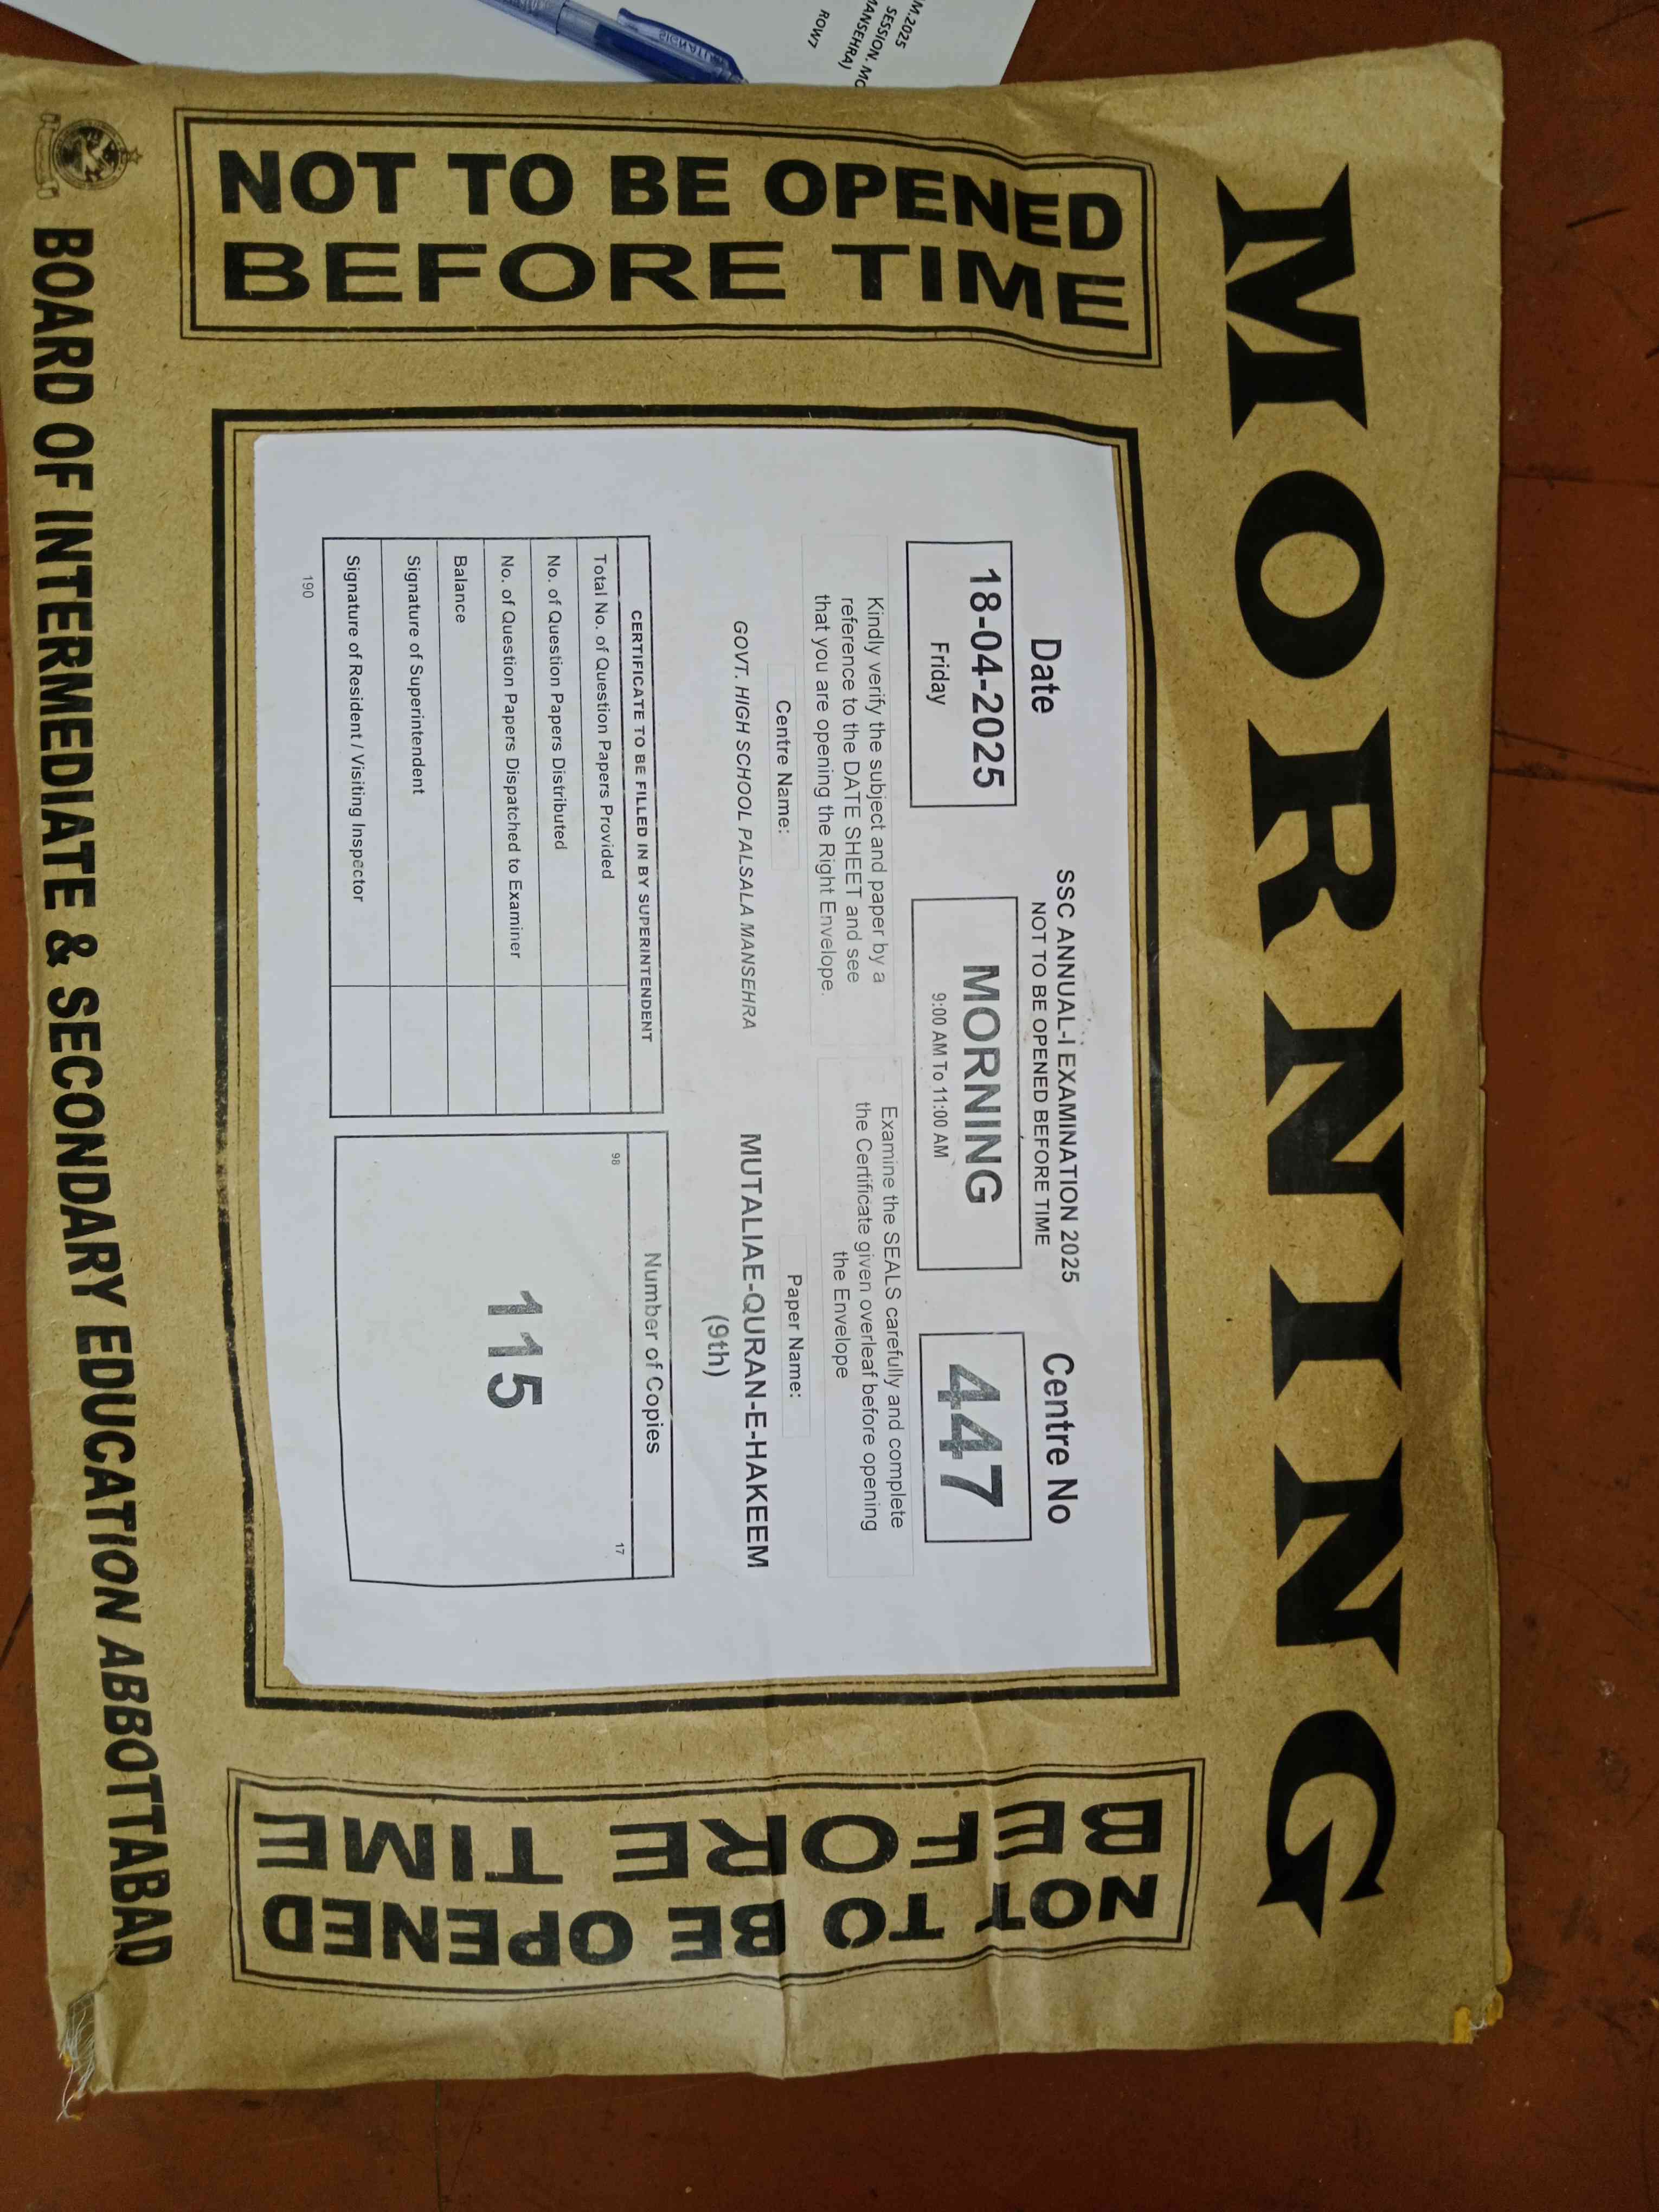 MORNING
NOT TO BE OPENED
BEFORE TIME
SSC ANNUAL-I EXAMINATION 2025
NOT TO BE OPENED BEFORE TIME
Date
18-04-2025
Friday
MORNING
9:00 AM To 11:00 AM
Centre No
447
Kindly verify the subject and paper by a
reference to the DATE SHEET and see
that you are opening the Right Envelope.
Examine the SEALS carefully and complete
the Certificate given overleaf before opening
the Envelope
Centre Name:
GOVT. HIGH SCHOOL PALSALA MANSEHRA
Paper Name:
MUTALIAE-QURAN-E-HAKEEM
(9th)
CERTIFICATE TO BE FILLED IN BY SUPERINTENDENT
Total No. of Question Papers Provided
No. of Question Papers Distributed
No. of Question Papers Dispatched to Examiner
Balance
Signature of Superintendent
Signature of Resident / Visiting Inspector
190
Number of Copies
98
17
115
NOT TO BE OPENED
BEFORE TIME
BOARD OF INTERMEDIATE & SECONDARY EDUCATION ABBOTTABAD
M.2025
SESSION. MO
MANSEHRA)
ROW7